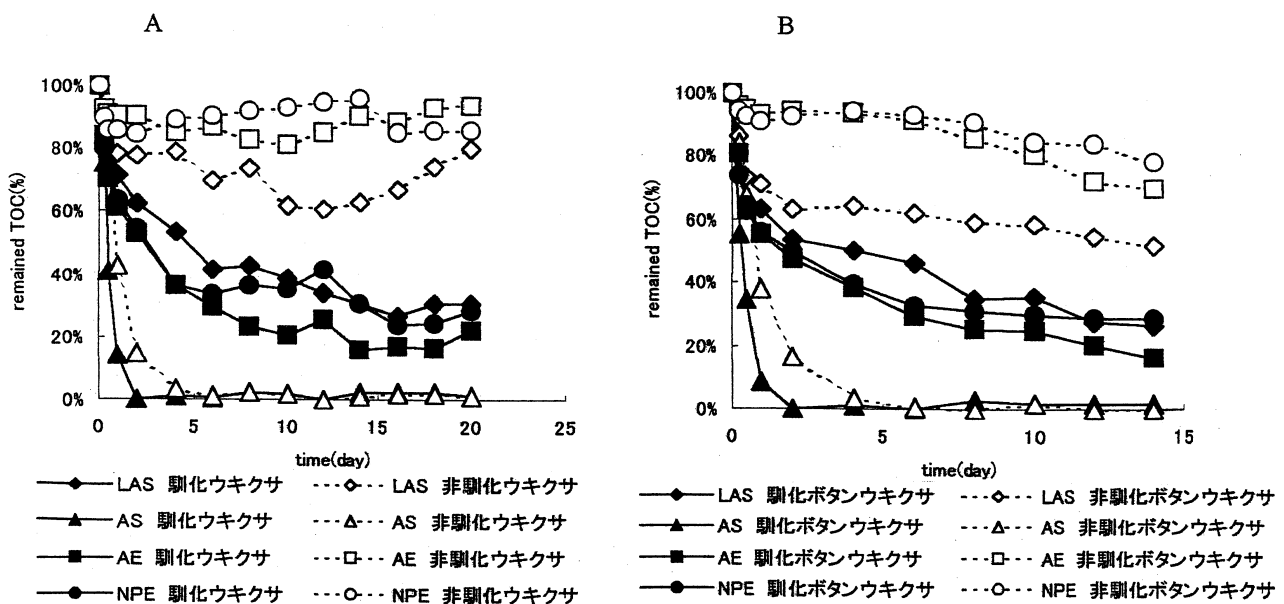 A
remained TOC(%)
100%
80%
60%
40%
20%
0%
0 5 10 15 20 25
time(day)
LAS 馴化ウキクサ
LAS 非馴化ウキクサ
AS 馴化ウキクサ
AS 非馴化ウキクサ
AE 馴化ウキクサ
AE 非馴化ウキクサ
NPE 馴化ウキクサ
NPE 非馴化ウキクサ
B
remained TOC(%)
100%
80%
60%
40%
20%
0%
0 5 10 15
time(day)
LAS 馴化ボタンウキクサ
LAS 非馴化ボタンウキクサ
AS 馴化ボタンウキクサ
AS 非馴化ボタンウキクサ
AE 馴化ボタンウキクサ
AE 非馴化ボタンウキクサ
NPE 馴化ボタンウキクサ
NPE 非馴化ボタンウキクサ